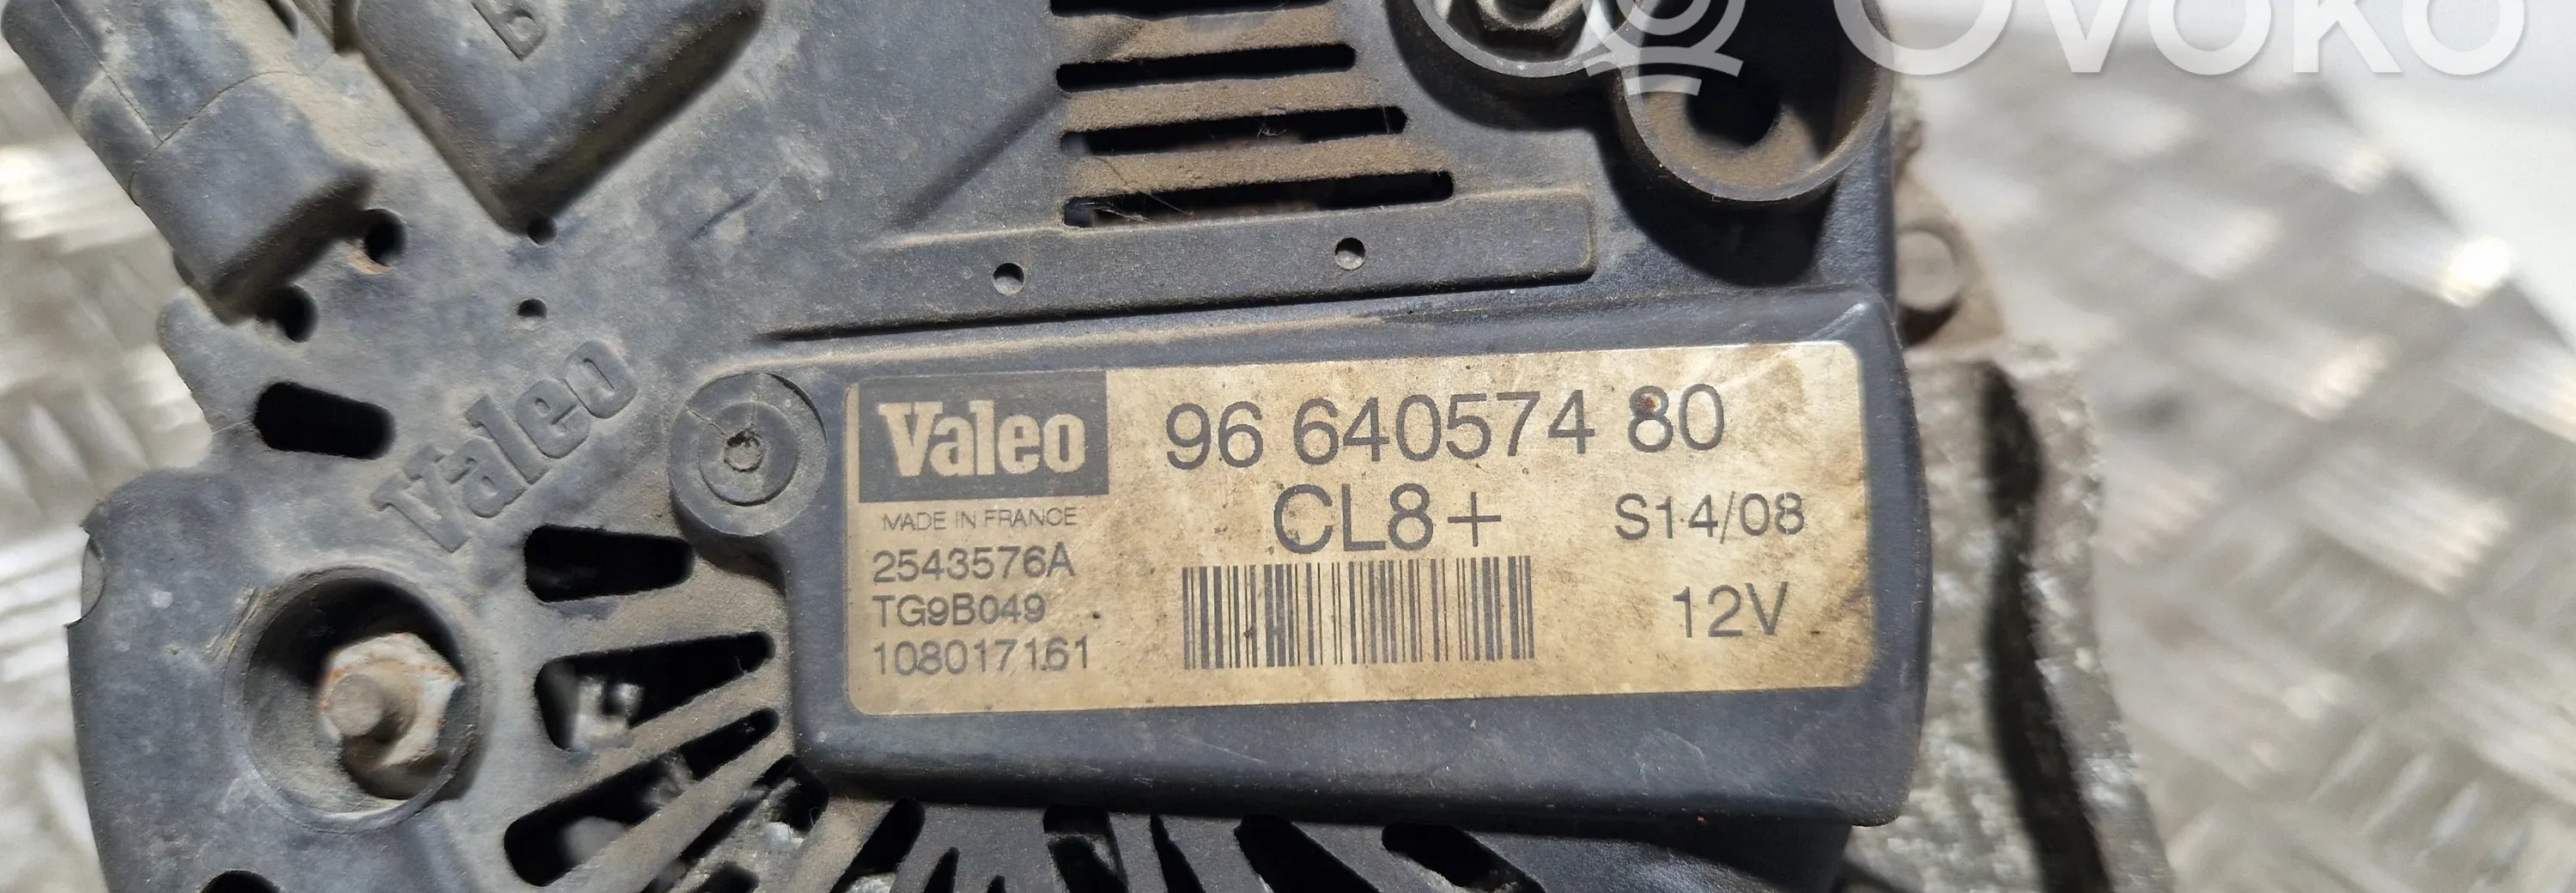 Ovoko
Valeo
Valeo
96 640574 80
CL8+
S14/08
MADE IN FRANCE
2543576A
TG9B049
108017161
12V